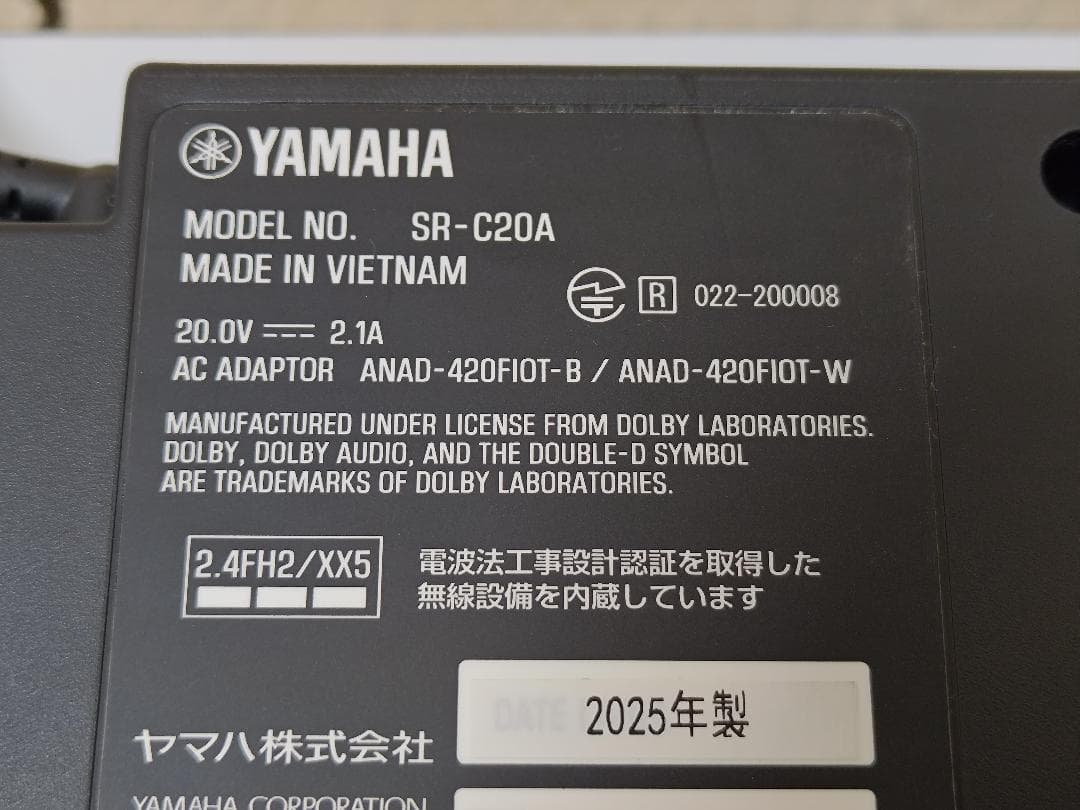 YAMAHA
MODEL NO. SR-C20A
MADE IN VIETNAM
R 022-200008
20.0V 2.1A
AC ADAPTOR ANAD-420FIOT-B / ANAD-420FIOT-W
MANUFACTURED UNDER LICENSE FROM DOLBY LABORATORIES.
DOLBY, DOLBY AUDIO, AND THE DOUBLE-D SYMBOL
ARE TRADEMARKS OF DOLBY LABORATORIES.
2.4FH2/XX5
電波法工事設計認証を取得した
無線設備を内蔵しています
DATE 2025年製
ヤマハ株式会社
YAMAHA CORPORATION